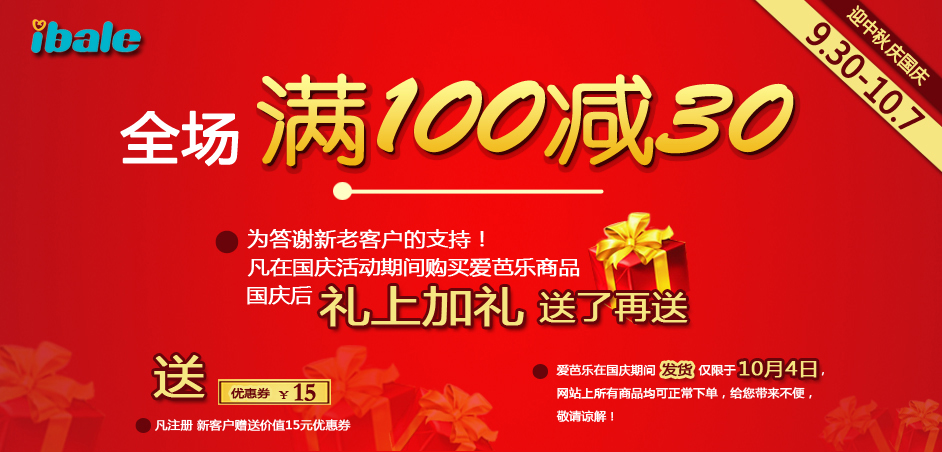 ibale
迎中秋庆国庆
9.30-10.7
全场 满100减30
为答谢新老客户的支持！
凡在国庆活动期间购买爱芭乐商品
国庆后 礼上加礼 送了再送
送 优惠券 ￥15
凡注册 新客户赠送价值15元优惠券
爱芭乐在国庆期间 发货 仅限于 10月4日，
网站上所有商品均可正常下单，给您带来不便，
敬请谅解！